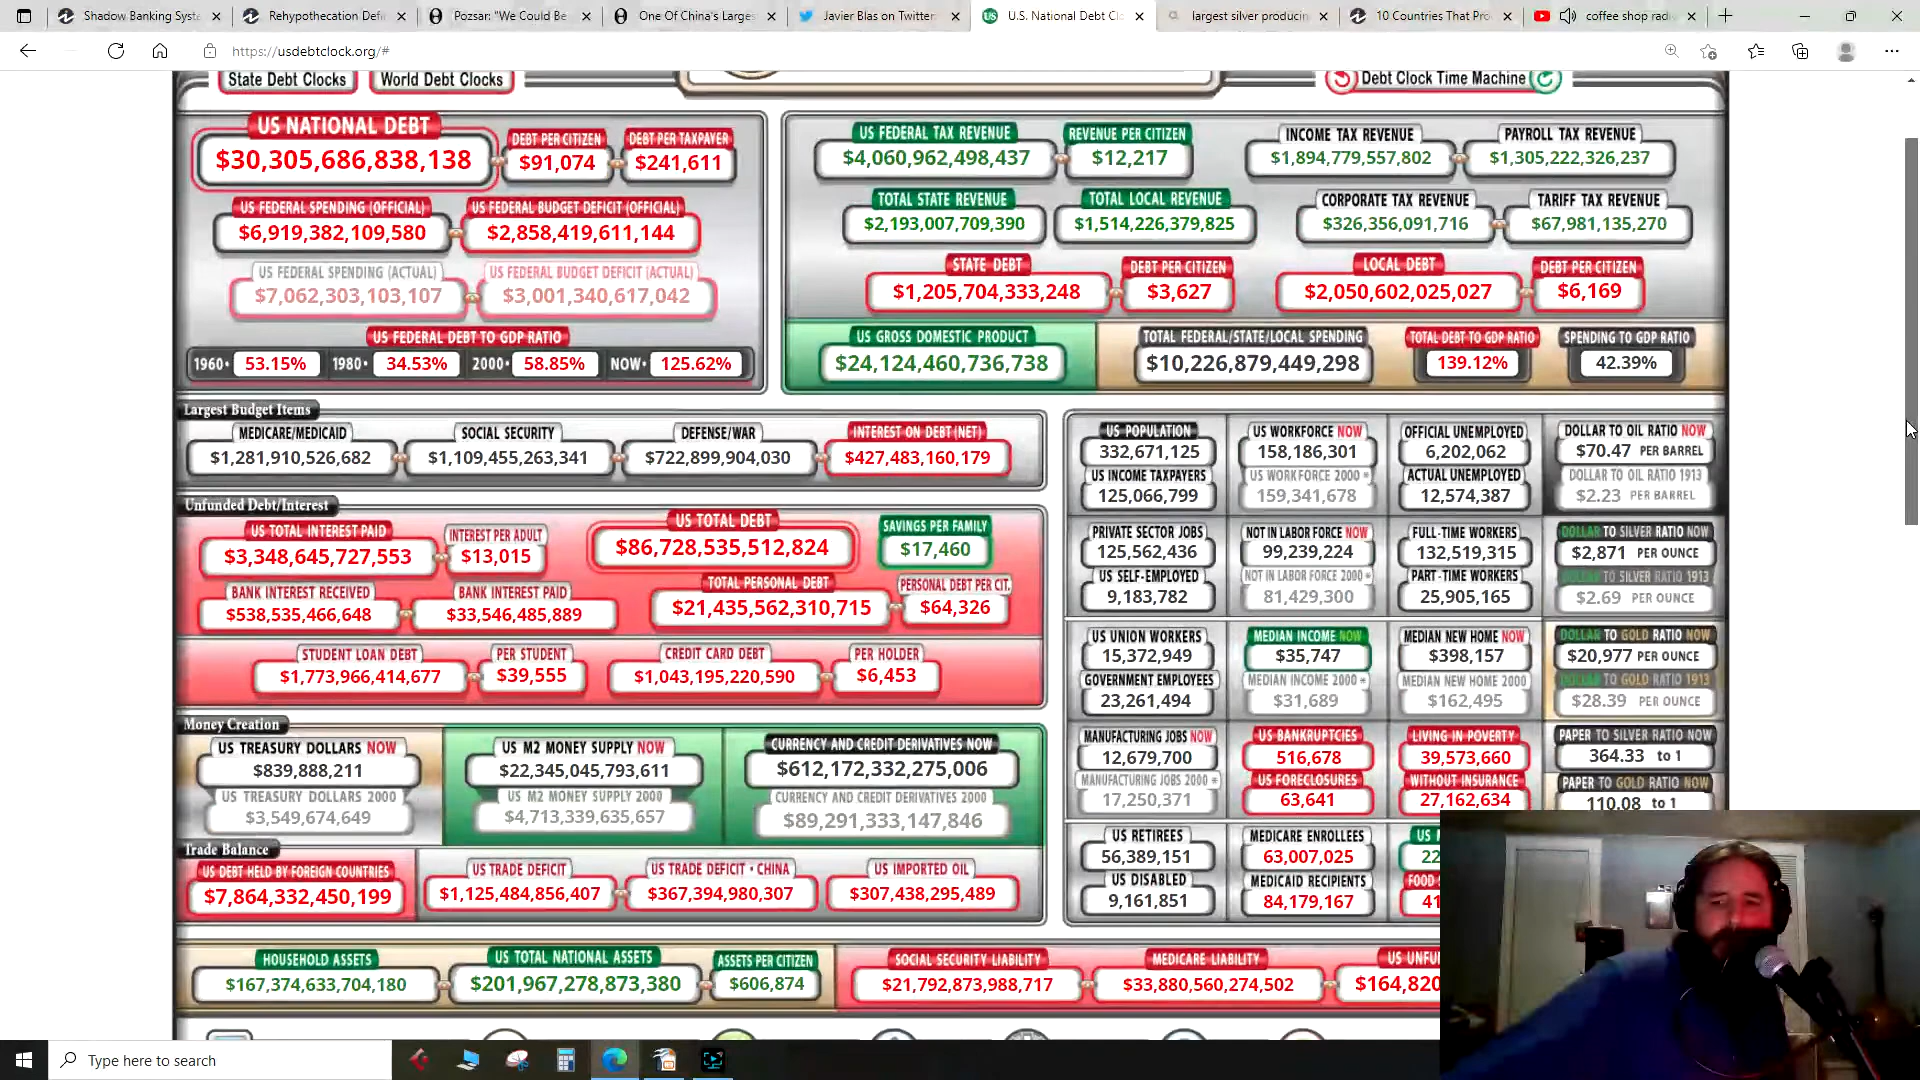 Shadow Banking Syst
Rehypothecation Defi
Pozsar: "We Could Be
One Of China's Larges
Javier Blas on Twitter
U.S. National Debt Cl
largest silver producin
10 Countries That Pro
coffee shop radi
https://usdebtclock.org/#
State Debt Clocks
World Debt Clocks
Debt Clock Time Machine
US NATIONAL DEBT
$30,305,686,838,138
DEBT PER CITIZEN
$91,074
DEBT PER TAXPAYER
$241,611
US FEDERAL SPENDING (OFFICIAL)
$6,919,382,109,580
US FEDERAL BUDGET DEFICIT (OFFICIAL)
$2,858,419,611,144
US FEDERAL SPENDING (ACTUAL)
$7,062,303,103,107
US FEDERAL BUDGET DEFICIT (ACTUAL)
$3,001,340,617,042
US FEDERAL DEBT TO GDP RATIO
1960• 53.15% 1980• 34.53% 2000• 58.85% NOW• 125.62%
US FEDERAL TAX REVENUE
$4,060,962,498,437
REVENUE PER CITIZEN
$12,217
INCOME TAX REVENUE
$1,894,779,557,802
PAYROLL TAX REVENUE
$1,305,222,326,237
TOTAL STATE REVENUE
$2,193,007,709,390
TOTAL LOCAL REVENUE
$1,514,226,379,825
CORPORATE TAX REVENUE
$326,356,091,716
TARIFF TAX REVENUE
$67,981,135,270
STATE DEBT
$1,205,704,333,248
DEBT PER CITIZEN
$3,627
LOCAL DEBT
$2,050,602,025,027
DEBT PER CITIZEN
$6,169
US GROSS DOMESTIC PRODUCT
$24,124,460,736,738
TOTAL FEDERAL/STATE/LOCAL SPENDING
$10,226,879,449,298
TOTAL DEBT TO GDP RATIO
139.12%
SPENDING TO GDP RATIO
42.39%
Largest Budget Items
MEDICARE/MEDICAID
$1,281,910,526,682
SOCIAL SECURITY
$1,109,455,263,341
DEFENSE/WAR
$722,899,904,030
INTEREST ON DEBT (NET)
$427,483,160,179
Unfunded Debt/Interest
US TOTAL INTEREST PAID
$3,348,645,727,553
INTEREST PER ADULT
$13,015
US TOTAL DEBT
$86,728,535,512,824
SAVINGS PER FAMILY
$17,460
BANK INTEREST RECEIVED
$538,535,466,648
BANK INTEREST PAID
$33,546,485,889
TOTAL PERSONAL DEBT
$21,435,562,310,715
PERSONAL DEBT PER CIT.
$64,326
STUDENT LOAN DEBT
$1,773,966,414,677
PER STUDENT
$39,555
CREDIT CARD DEBT
$1,043,195,220,590
PER HOLDER
$6,453
Money Creation
US TREASURY DOLLARS NOW
$839,888,211
US TREASURY DOLLARS 2000
$3,549,674,649
US M2 MONEY SUPPLY NOW
$22,345,045,793,611
US M2 MONEY SUPPLY 2000
$4,713,339,635,657
CURRENCY AND CREDIT DERIVATIVES NOW
$612,172,332,275,006
CURRENCY AND CREDIT DERIVATIVES 2000
$89,291,333,147,846
Trade Balance
US DEBT HELD BY FOREIGN COUNTRIES
$7,864,332,450,199
US TRADE DEFICIT
$1,125,484,856,407
US TRADE DEFICIT • CHINA
$367,394,980,307
US IMPORTED OIL
$307,438,295,489
US POPULATION
332,671,125
US INCOME TAXPAYERS
125,066,799
US WORKFORCE NOW
158,186,301
US WORKFORCE 2000 *
159,341,678
OFFICIAL UNEMPLOYED
6,202,062
ACTUAL UNEMPLOYED
12,574,387
DOLLAR TO OIL RATIO NOW
$70.47 PER BARREL
DOLLAR TO OIL RATIO 1913
$2.23 PER BARREL
PRIVATE SECTOR JOBS
125,562,436
US SELF-EMPLOYED
9,183,782
NOT IN LABOR FORCE NOW
99,239,224
NOT IN LABOR FORCE 2000 *
81,429,300
FULL-TIME WORKERS
132,519,315
PART-TIME WORKERS
25,905,165
DOLLAR TO SILVER RATIO NOW
$2,871 PER OUNCE
DOLLAR TO SILVER RATIO 1913
$2.69 PER OUNCE
US UNION WORKERS
15,372,949
GOVERNMENT EMPLOYEES
23,261,494
MEDIAN INCOME NOW
$35,747
MEDIAN INCOME 2000 *
$31,689
MEDIAN NEW HOME NOW
$398,157
MEDIAN NEW HOME 2000
$162,495
DOLLAR TO GOLD RATIO NOW
$20,977 PER OUNCE
DOLLAR TO GOLD RATIO 1913
$28.39 PER OUNCE
MANUFACTURING JOBS NOW
12,679,700
MANUFACTURING JOBS 2000 *
17,250,371
US BANKRUPTCIES
516,678
US FORECLOSURES
63,641
LIVING IN POVERTY
39,573,660
WITHOUT INSURANCE
27,162,634
PAPER TO SILVER RATIO NOW
364.33 to 1
PAPER TO GOLD RATIO NOW
110.08 to 1
US RETIREES
56,389,151
US DISABLED
9,161,851
MEDICARE ENROLLEES
63,007,025
MEDICAID RECIPIENTS
84,179,167
US
22
FOOD
41
HOUSEHOLD ASSETS
$167,374,633,704,180
US TOTAL NATIONAL ASSETS
$201,967,278,873,380
ASSETS PER CITIZEN
$606,874
SOCIAL SECURITY LIABILITY
$21,792,873,988,717
MEDICARE LIABILITY
$33,880,560,274,502
US UNFU
$164,820
Type here to search